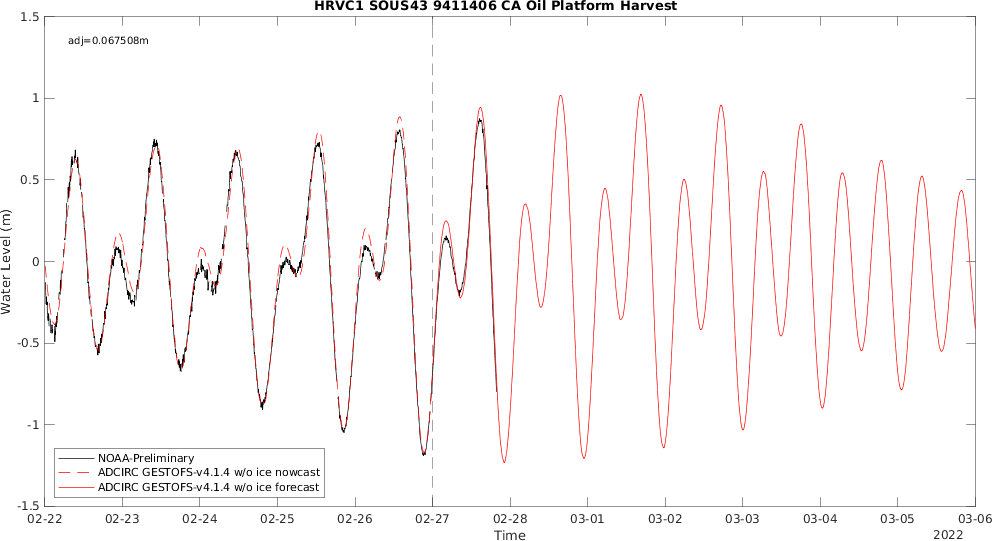 HRVC1 SOUS43 9411406 CA Oil Platform Harvest
adj=0.067508m
1.5
1
0.5
0
-0.5
-1
-1.5
Water Level (m)
NOAA-Preliminary
ADCIRC GESTOFS-v4.1.4 w/o ice nowcast
ADCIRC GESTOFS-v4.1.4 w/o ice forecast
02-22 02-23 02-24 02-25 02-26 02-27 02-28 03-01 03-02 03-03 03-04 03-05 03-06
Time
2022